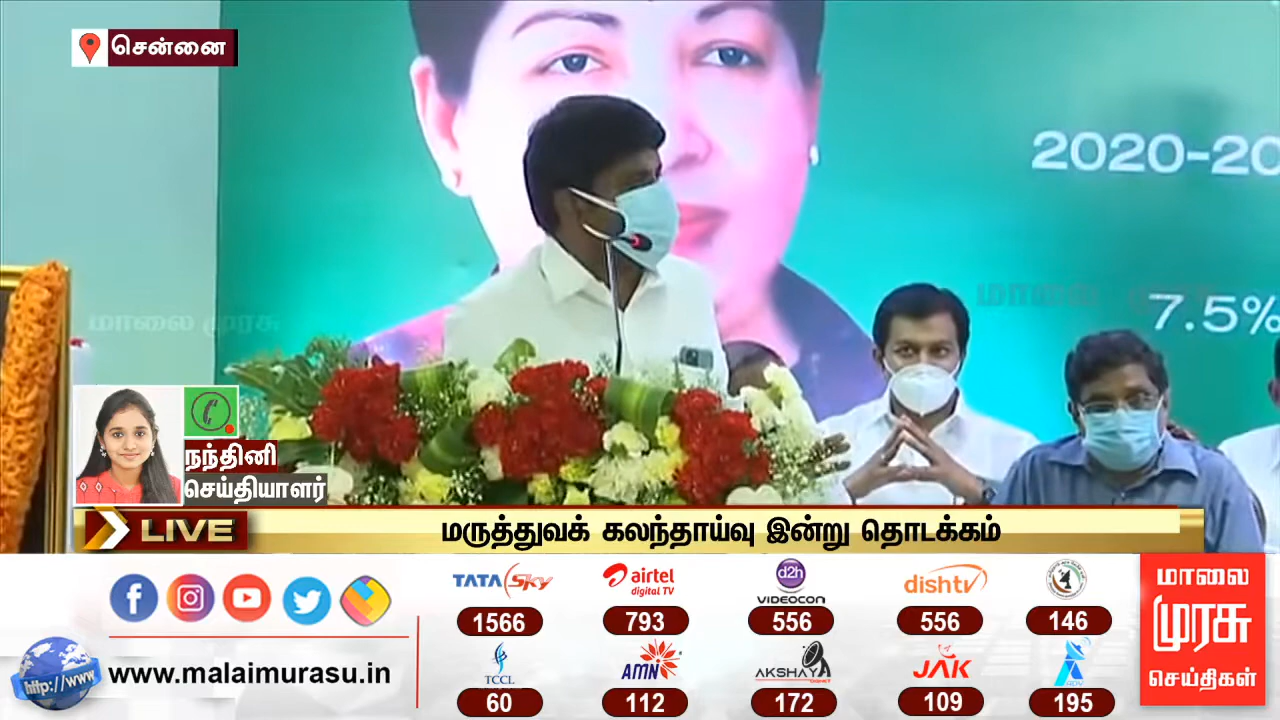 சென்னை
2020-20
மாலை முரசு
மாலை
7.5%
நந்தினி
செய்தியாளர்
LIVE
மருத்துவக் கலந்தாய்வு இன்று தொடக்கம்
TATA Sky
airtel
digital TV
d2h
VIDEOCON
dishtv
1566
793
556
556
146
http://www
www.malaimurasu.in
TCCL
AMN
AKSHAYA
JAK
60
112
172
109
195
மாலை
முரசு
செய்திகள்